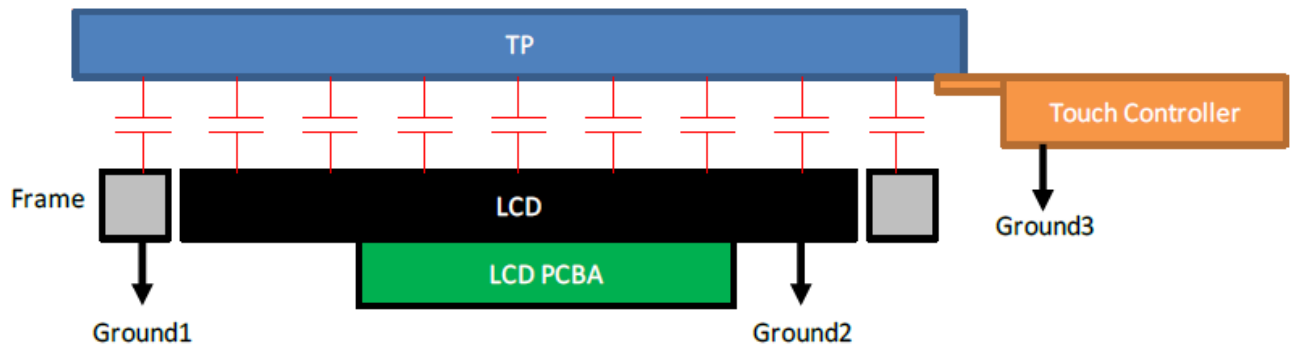 TP
Touch Controller
Frame
LCD
Ground3
LCD PCBA
Ground1
Ground2